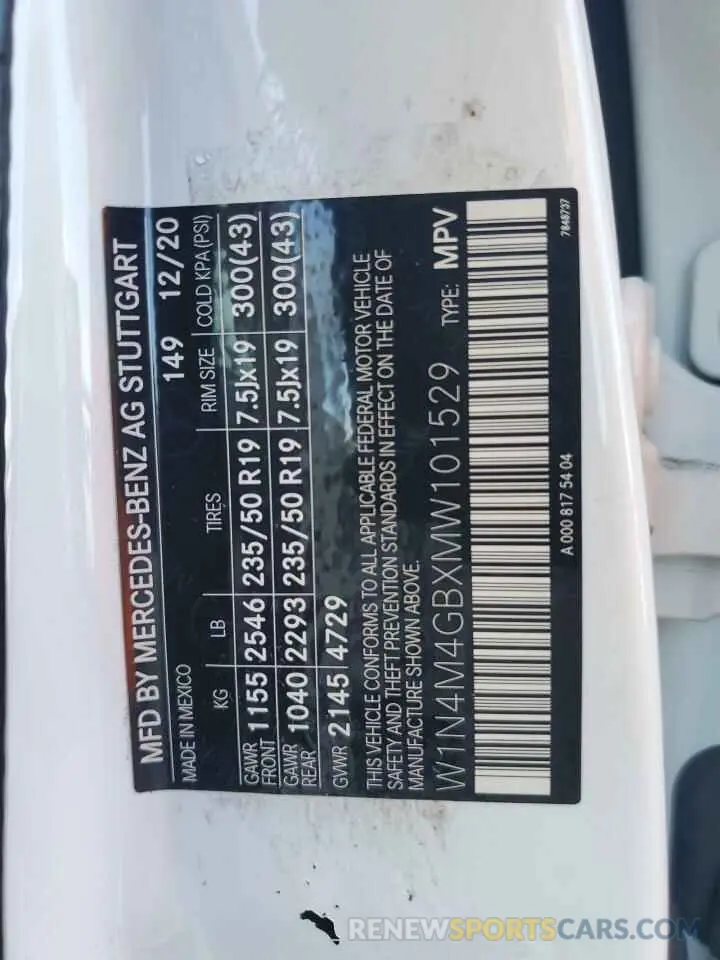 MFD BY MERCEDES-BENZ AG STUTTGART
MADE IN MEXICO 149 12/20
KG LB TIRES RIM SIZE COLD KPA (PSI)
GAWR FRONT 1155 2546 235/50 R19 7.5Jx19 300(43)
GAWR REAR 1040 2293 235/50 R19 7.5Jx19 300(43)
GVWR 2145 4729
THIS VEHICLE CONFORMS TO ALL APPLICABLE FEDERAL MOTOR VEHICLE
SAFETY AND THEFT PREVENTION STANDARDS IN EFFECT ON THE DATE OF
MANUFACTURE SHOWN ABOVE.
W1N4M4GBXMW101529 TYPE: MPV
A 000 817 54 04 7848737
RENEWSPORTSCARS.COM